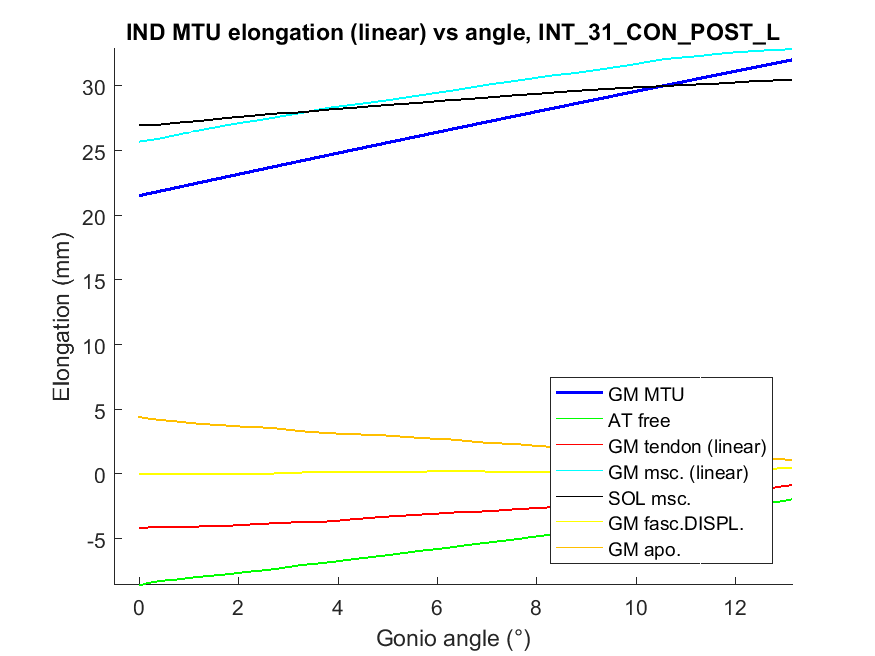 IND MTU elongation (linear) vs angle, INT_31_CON_POST_L
Elongation (mm)
30
25
20
15
10
5
0
-5
0 2 4 6 8 10 12
Gonio angle (°)
GM MTU
AT free
GM tendon (linear)
GM msc. (linear)
SOL msc.
GM fasc.DISPL.
GM apo.